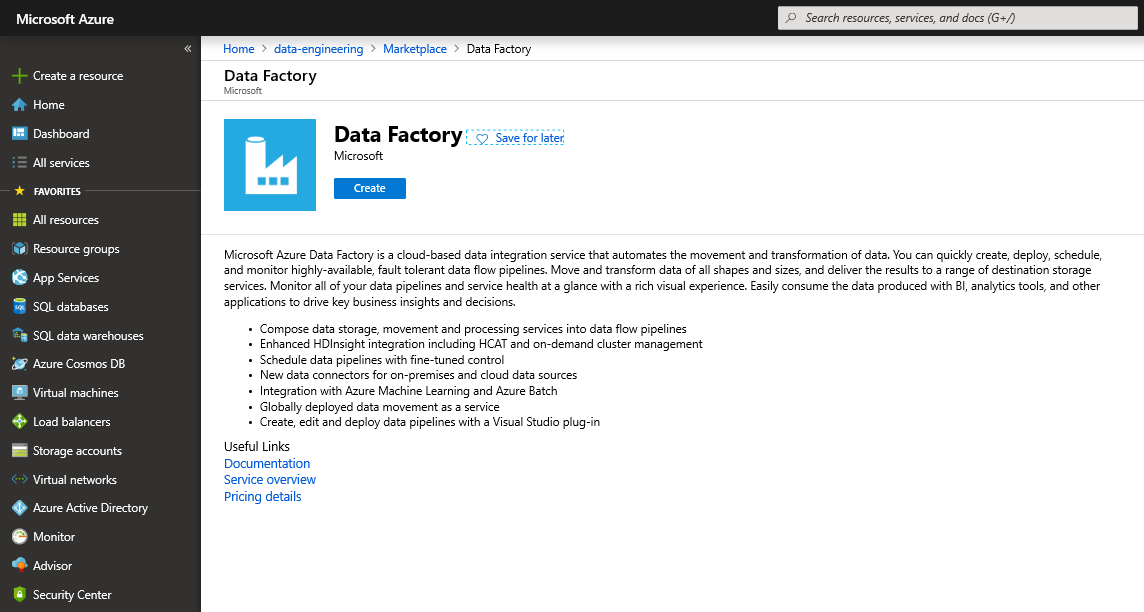 Microsoft Azure
Search resources, services, and docs (G+/)
«
Create a resource
Home
Dashboard
All services
FAVORITES
All resources
Resource groups
App Services
SQL databases
SQL data warehouses
Azure Cosmos DB
Virtual machines
Load balancers
Storage accounts
Virtual networks
Azure Active Directory
Monitor
Advisor
Security Center
Home > data-engineering > Marketplace > Data Factory
Data Factory
Microsoft
Data Factory Save for later
Microsoft
Create
Microsoft Azure Data Factory is a cloud-based data integration service that automates the movement and transformation of data. You can quickly create, deploy, schedule,
and monitor highly-available, fault tolerant data flow pipelines. Move and transform data of all shapes and sizes, and deliver the results to a range of destination storage
services. Monitor all of your data pipelines and service health at a glance with a rich visual experience. Easily consume the data produced with BI, analytics tools, and other
applications to drive key business insights and decisions.
• Compose data storage, movement and processing services into data flow pipelines
• Enhanced HDInsight integration including HCAT and on-demand cluster management
• Schedule data pipelines with fine-tuned control
• New data connectors for on-premises and cloud data sources
• Integration with Azure Machine Learning and Azure Batch
• Globally deployed data movement as a service
• Create, edit and deploy data pipelines with a Visual Studio plug-in
Useful Links
Documentation
Service overview
Pricing details